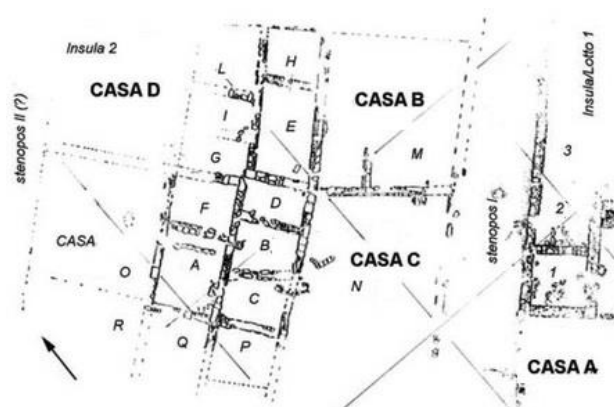 Insula 2
CASA D
stenopos II (?)
L
H
I
E
G
CASA B
M
Insula/Lotto 1
3
stenopos I
2
1
F
D
CASA
A
B
CASA C
O
C
N
R
Q
P
CASA A